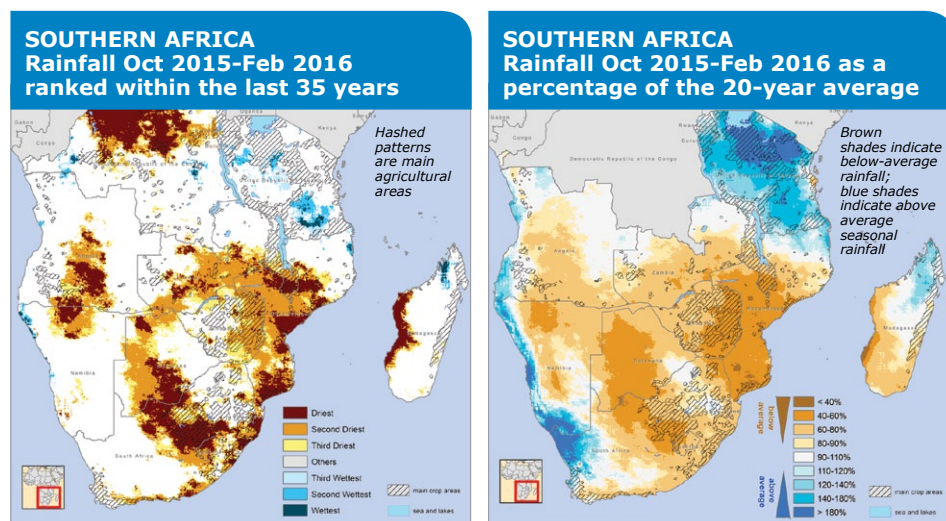 SOUTHERN AFRICA
Rainfall Oct 2015-Feb 2016
ranked within the last 35 years
Hashed
patterns
are main
agricultural
areas
Gabon
Congo
Uganda
Kenya
Angola
Namibia
South Africa
Madagascar
Driest
Second Driest
Third Driest
Others
Third Wettest
Second Wettest
Wettest
main crop areas
sea and lakes
SOUTHERN AFRICA
Rainfall Oct 2015-Feb 2016 as a
percentage of the 20-year average
Brown
shades indicate
below-average
rainfall;
blue shades
indicate above
average
seasonal
rainfall
Gabon
Congo
Kenya
Democratic Republic of the Congo
Angola
Zambia
Namibia
Botswana
South Africa
Madagascar
below
average
above
average
< 40%
40-60%
60-80%
80-90%
90-110%
110-120%
120-140%
140-180%
> 180%
main crop areas
sea and lakes